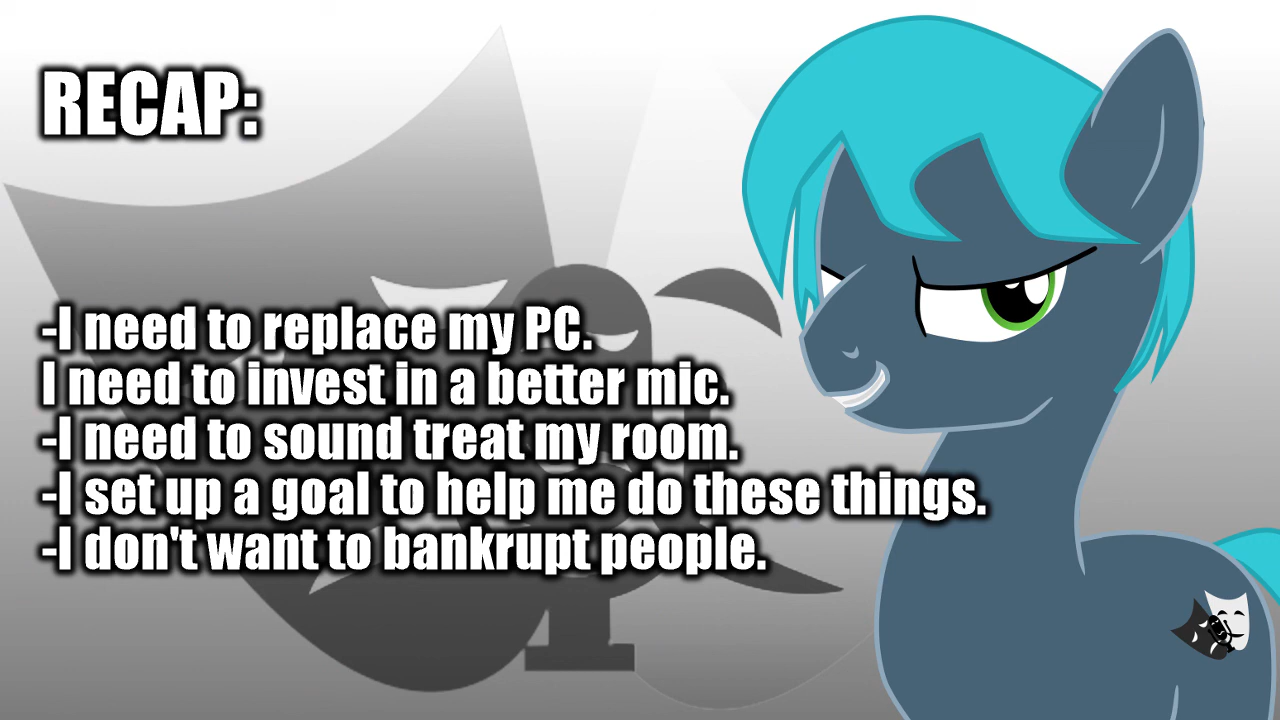 RECAP:
-I need to replace my PC.
I need to invest in a better mic.
-I need to sound treat my room.
-I set up a goal to help me do these things.
-I don't want to bankrupt people.